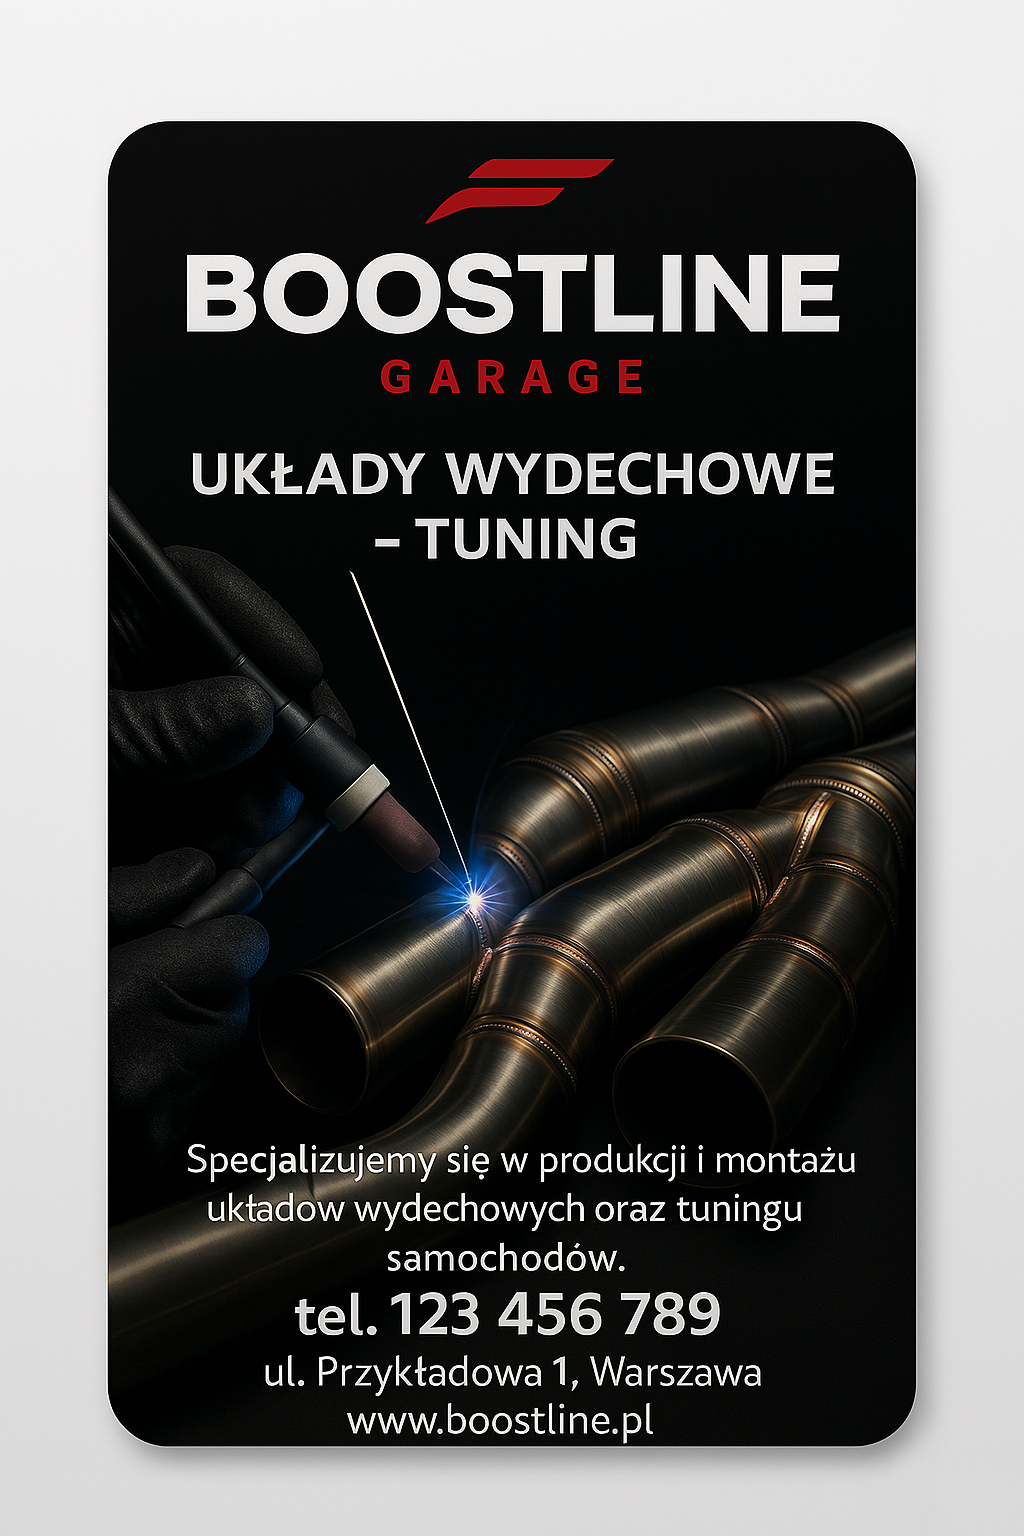 BOOSTLINE
GARAGE
UKŁADY WYDECHOWE
– TUNING
Specjalizujemy się w produkcji i montażu
układow wydechowych oraz tuningu
samochodów.
tel. 123 456 789
ul. Przykładowa 1, Warszawa
www.boostline.pl